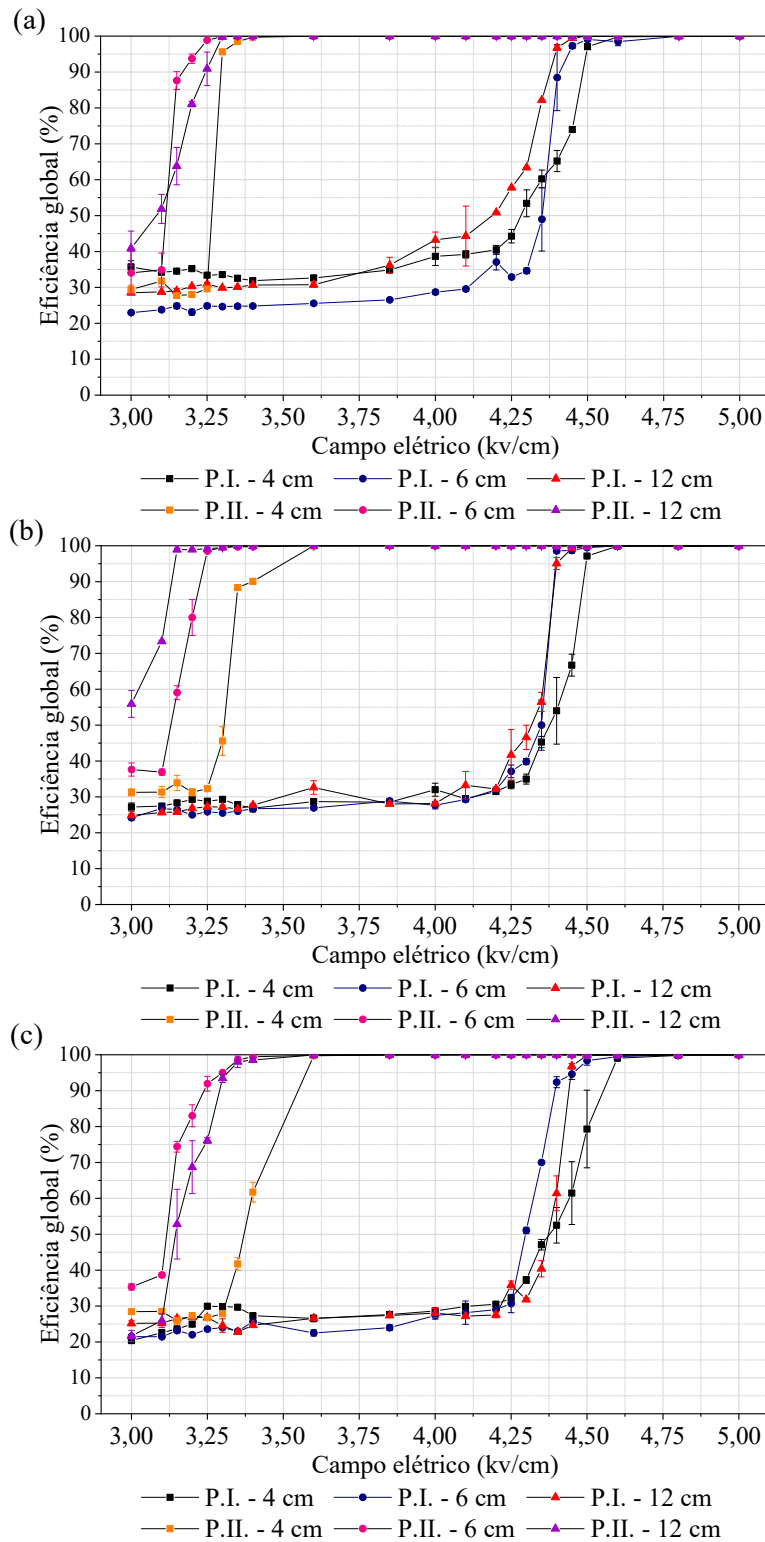 (a)
Eficiência global (%)
100
90
80
70
60
50
40
30
20
10
0
3,00 3,25 3,50 3,75 4,00 4,25 4,50 4,75 5,00
Campo elétrico (kv/cm)
P.I. - 4 cm P.I. - 6 cm P.I. - 12 cm
P.II. - 4 cm P.II. - 6 cm P.II. - 12 cm
(b)
Eficiência global (%)
100
90
80
70
60
50
40
30
20
10
0
3,00 3,25 3,50 3,75 4,00 4,25 4,50 4,75 5,00
Campo elétrico (kv/cm)
P.I. - 4 cm P.I. - 6 cm P.I. - 12 cm
P.II. - 4 cm P.II. - 6 cm P.II. - 12 cm
(c)
Eficiência global (%)
100
90
80
70
60
50
40
30
20
10
0
3,00 3,25 3,50 3,75 4,00 4,25 4,50 4,75 5,00
Campo elétrico (kv/cm)
P.I. - 4 cm P.I. - 6 cm P.I. - 12 cm
P.II. - 4 cm P.II. - 6 cm P.II. - 12 cm